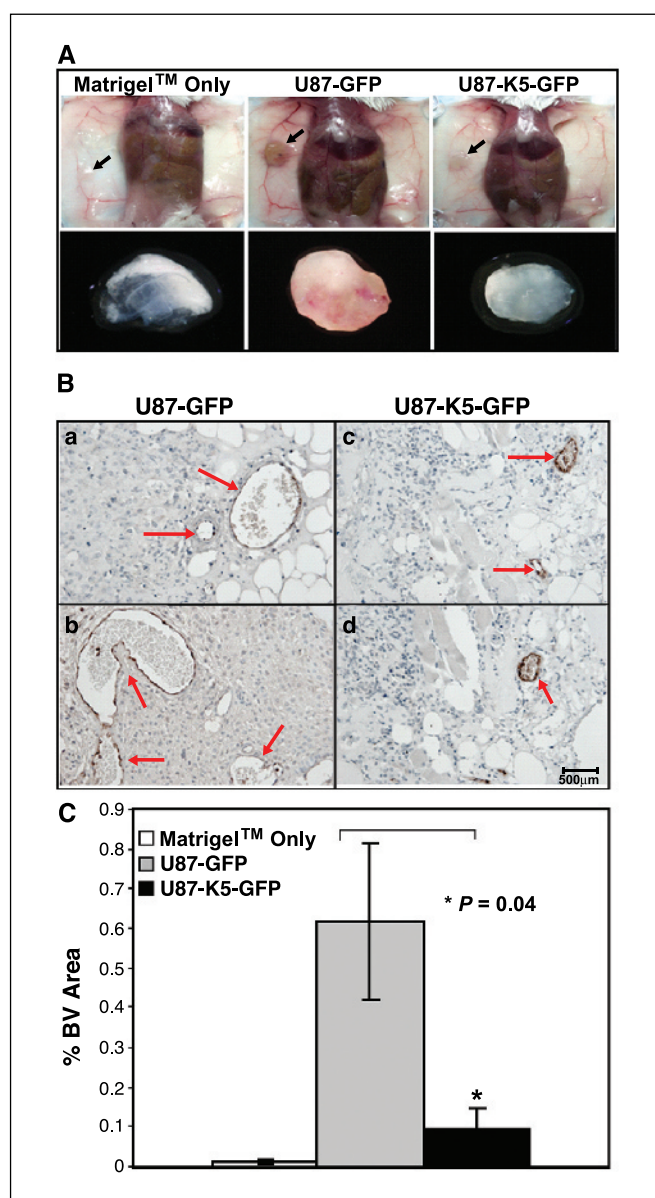 A
Matrigel™ Only U87-GFP U87-K5-GFP
B
U87-GFP U87-K5-GFP
a c
b d
500µm
C
0.9
0.8
0.7
0.6
0.5
0.4
0.3
0.2
0.1
0
% BV Area
Matrigel™ Only
U87-GFP
U87-K5-GFP
* P = 0.04
*